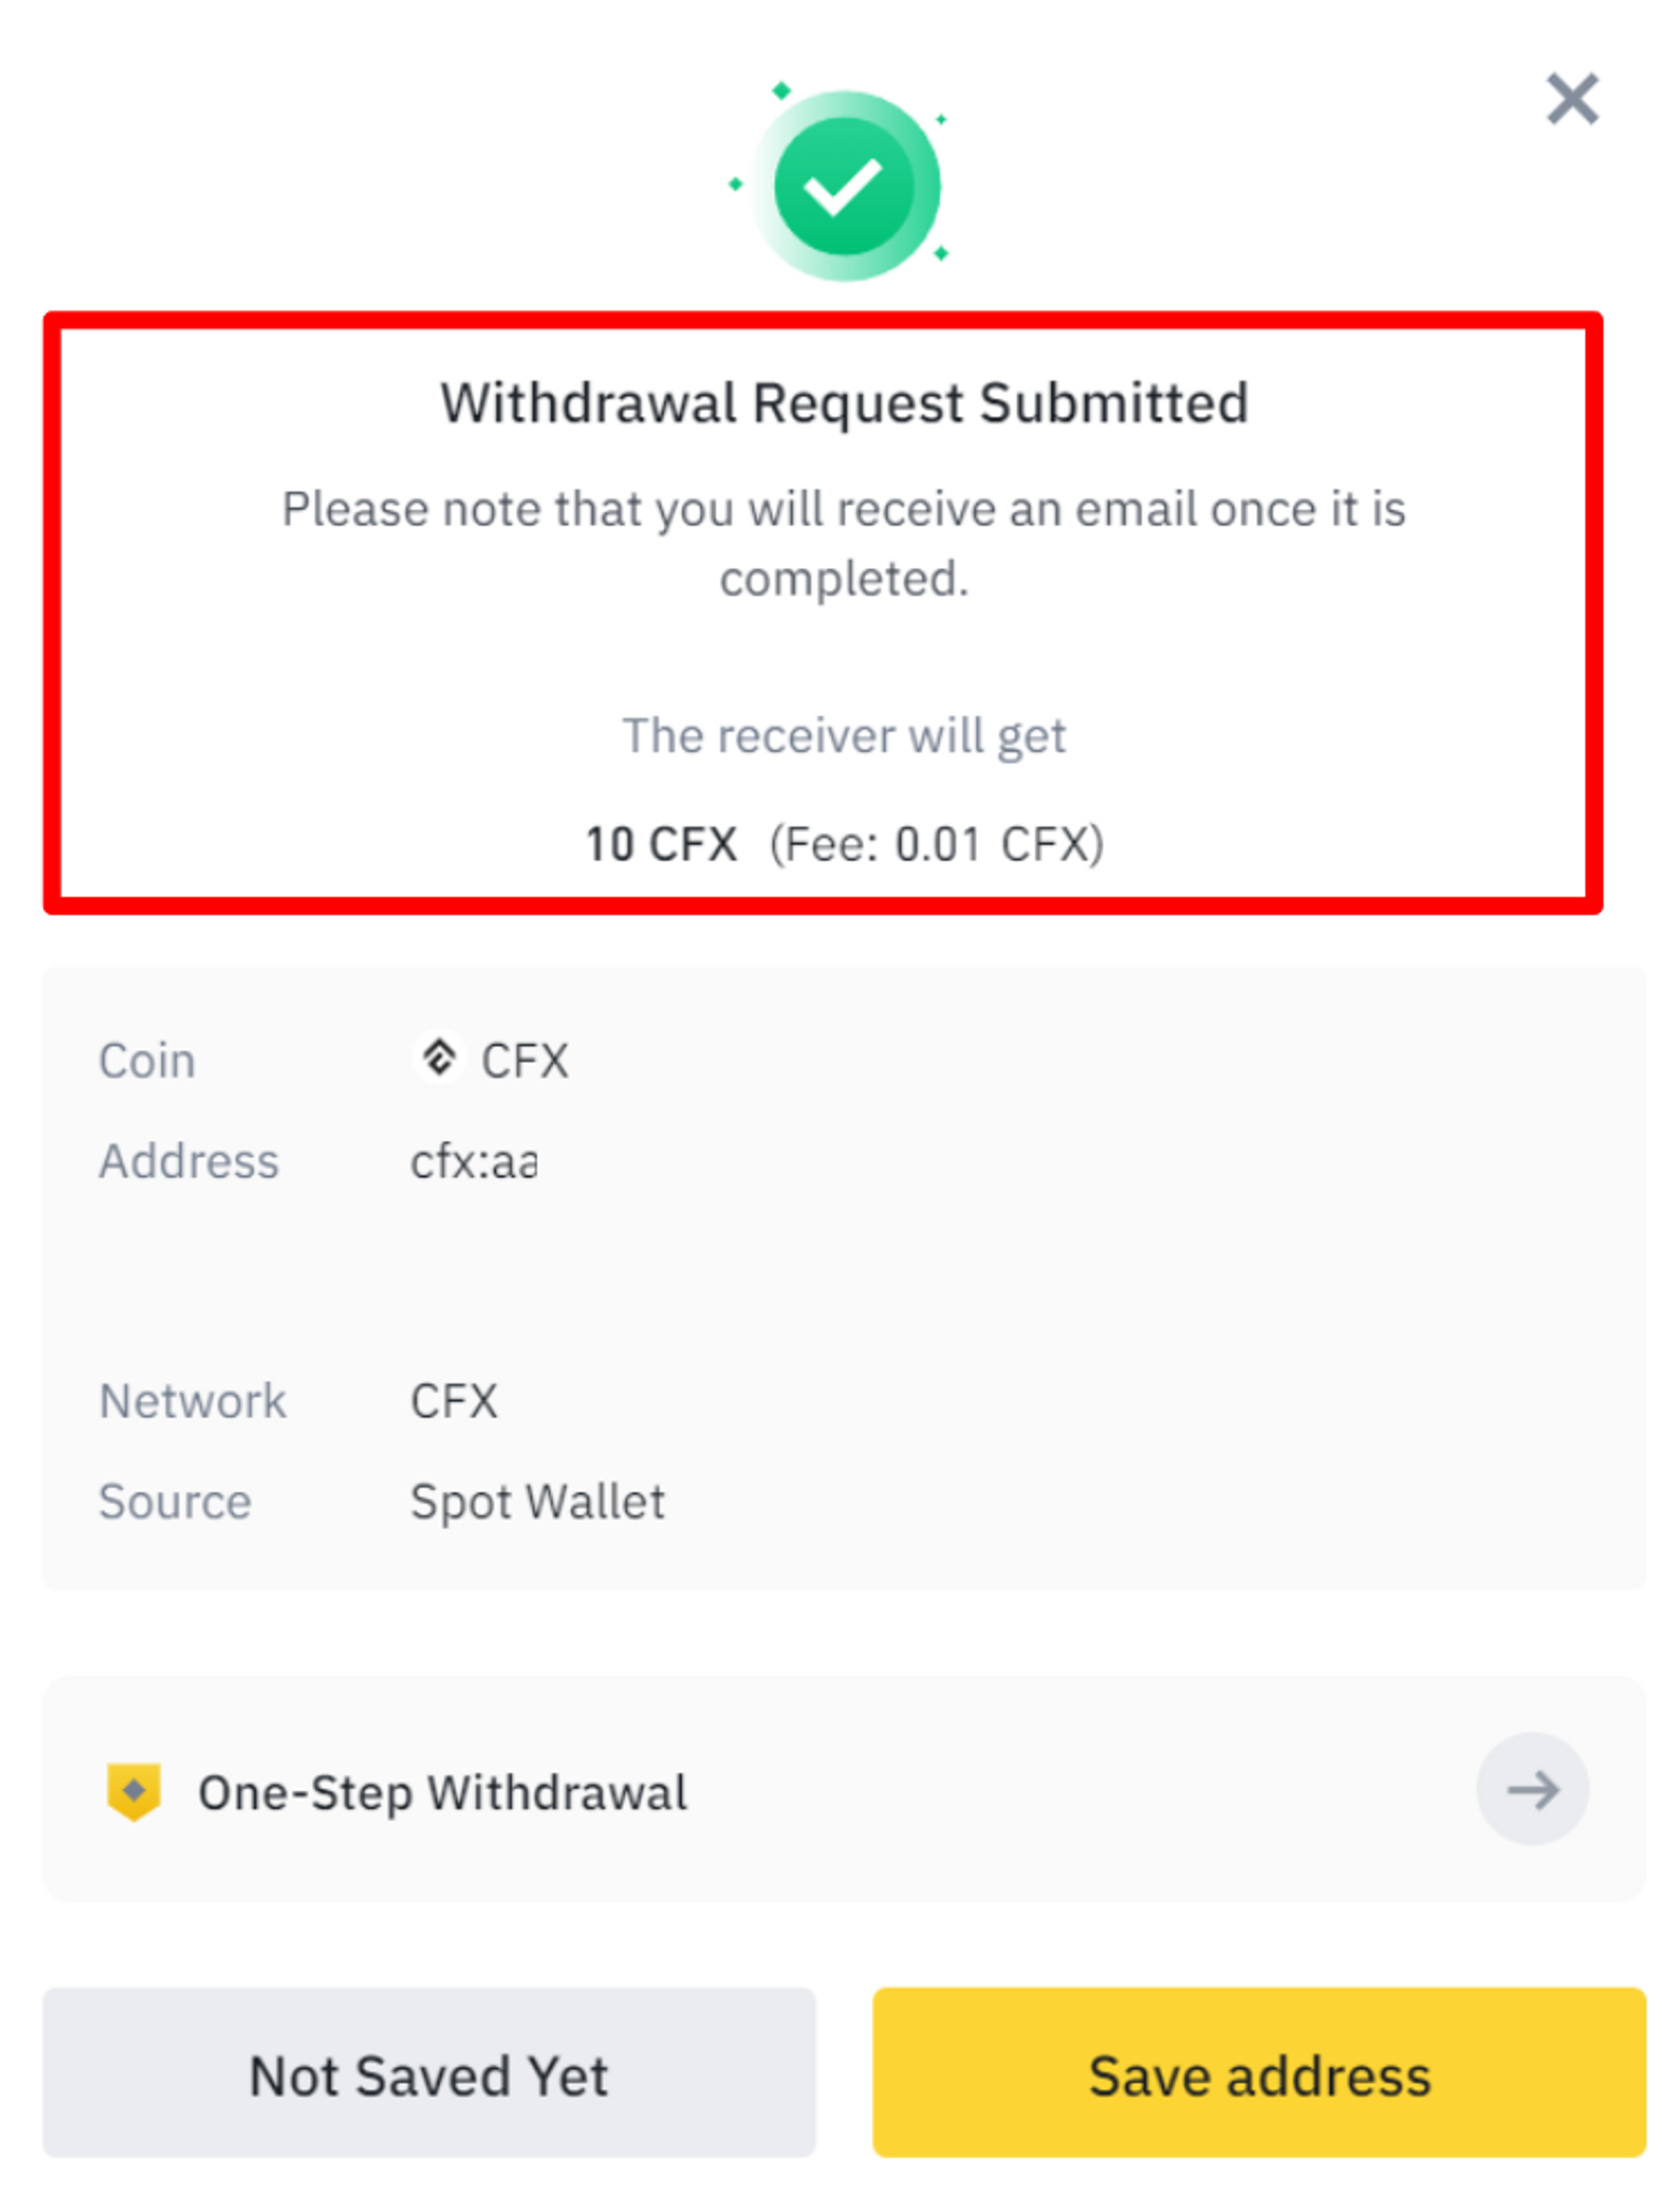 Withdrawal Request Submitted
Please note that you will receive an email once it is
completed.
The receiver will get
10 CFX (Fee: 0.01 CFX)
Coin CFX
Address cfx:aa
Network CFX
Source Spot Wallet
One-Step Withdrawal
Not Saved Yet Save address